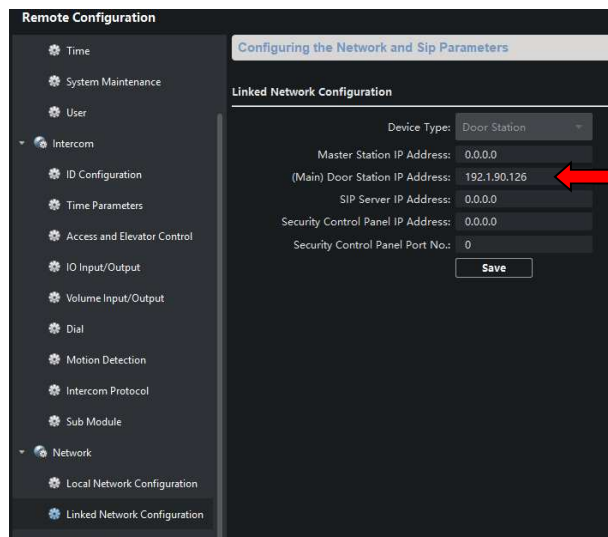 Remote Configuration
Time
System Maintenance
User
Intercom
ID Configuration
Time Parameters
Access and Elevator Control
IO Input/Output
Volume Input/Output
Dial
Motion Detection
Intercom Protocol
Sub Module
Network
Local Network Configuration
Linked Network Configuration
Configuring the Network and Sip Parameters
Linked Network Configuration
Device Type: Door Station
Master Station IP Address: 0.0.0.0
(Main) Door Station IP Address: 192.1.90.126
SIP Server IP Address: 0.0.0.0
Security Control Panel IP Address: 0.0.0.0
Security Control Panel Port No.: 0
Save